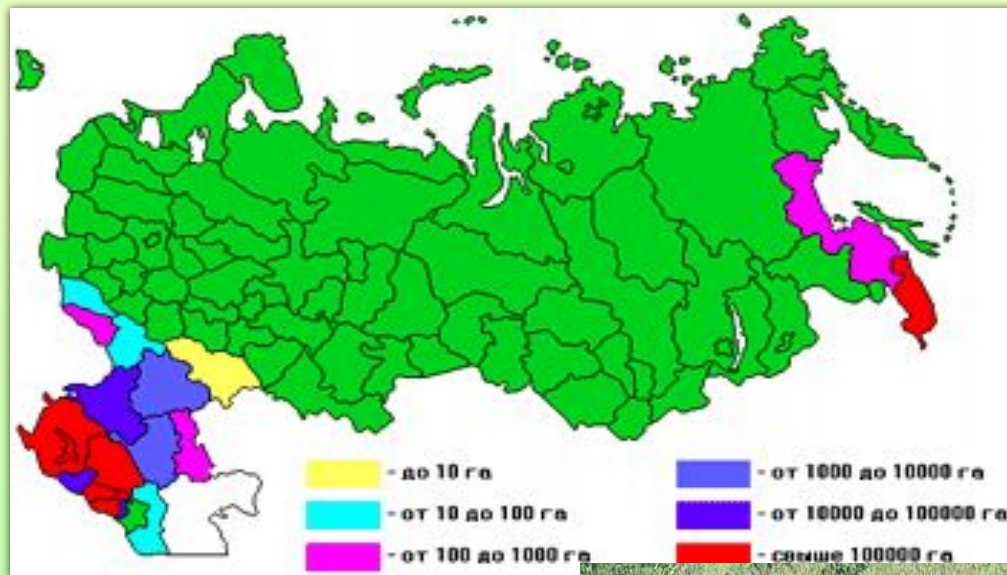 - до 10 га
- от 10 до 100 га
- от 100 до 1000 га
- от 1000 до 10000 га
- от 10000 до 100000 га
- свыше 100000 га